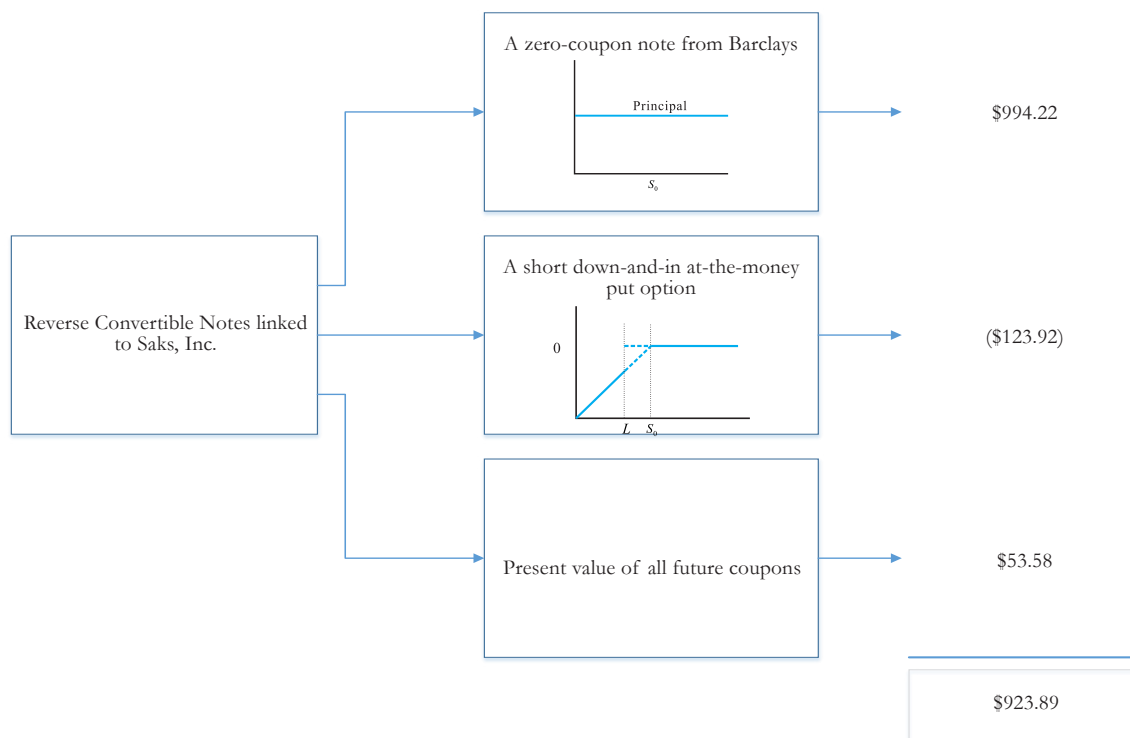 A zero-coupon note from Barclays
Principal
S₀
$994.22
Reverse Convertible Notes linked
to Saks, Inc.
A short down-and-in at-the-money
put option
0
L S₀
($123.92)
Present value of all future coupons
$53.58
$923.89